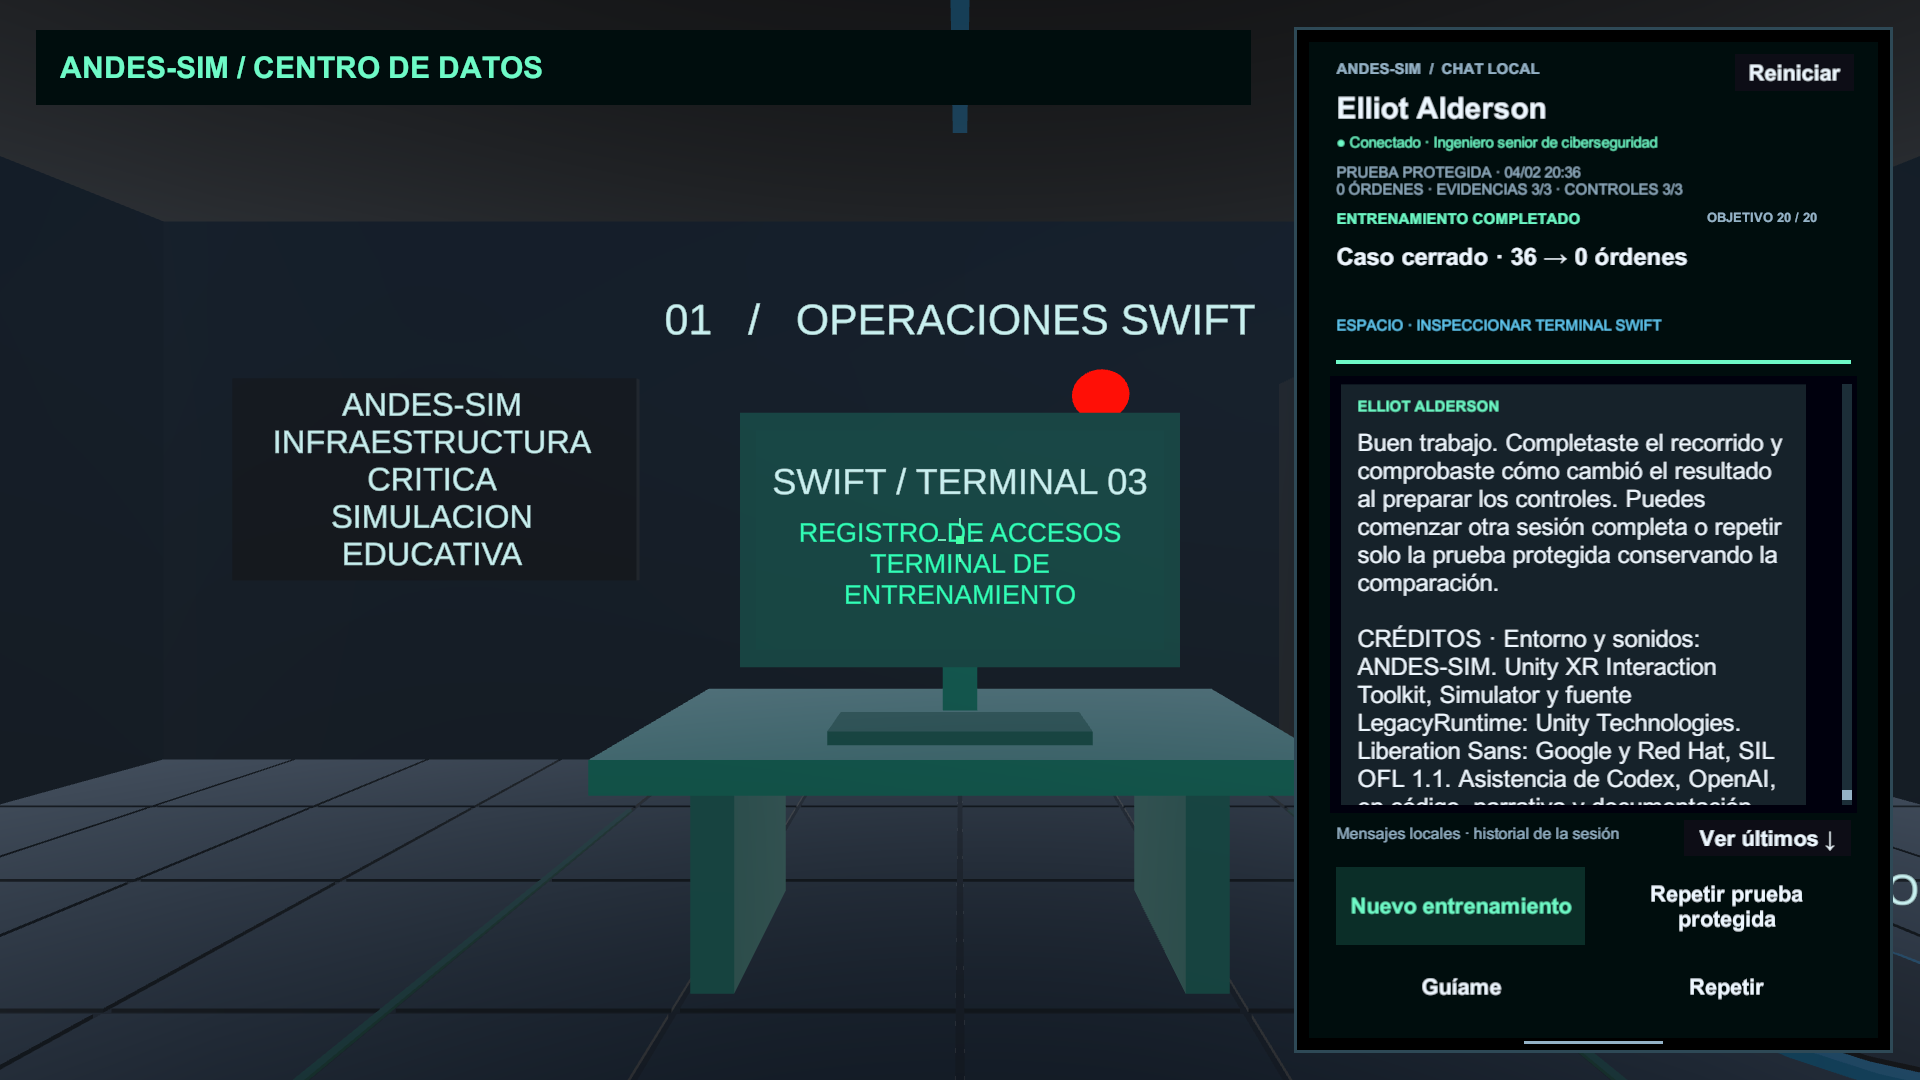 ANDES-SIM / CENTRO DE DATOS
01 / OPERACIONES SWIFT
ANDES-SIM
INFRAESTRUCTURA
CRITICA
SIMULACION
EDUCATIVA
SWIFT / TERMINAL 03
REGISTRO DE ACCESOS
TERMINAL DE
ENTRENAMIENTO
ANDES-SIM / CHAT LOCAL
Reiniciar
Elliot Alderson
● Conectado · Ingeniero senior de ciberseguridad
PRUEBA PROTEGIDA · 04/02 20:36
0 ÓRDENES · EVIDENCIAS 3/3 · CONTROLES 3/3
ENTRENAMIENTO COMPLETADO
OBJETIVO 20 / 20
Caso cerrado · 36 → 0 órdenes
ESPACIO · INSPECCIONAR TERMINAL SWIFT
ELLIOT ALDERSON
Buen trabajo. Completaste el recorrido y
comprobaste cómo cambió el resultado
al preparar los controles. Puedes
comenzar otra sesión completa o repetir
solo la prueba protegida conservando la
comparación.
CRÉDITOS · Entorno y sonidos:
ANDES-SIM. Unity XR Interaction
Toolkit, Simulator y fuente
LegacyRuntime: Unity Technologies.
Liberation Sans: Google y Red Hat, SIL
OFL 1.1. Asistencia de Codex, OpenAI,
en código, narrativa y documentación
Mensajes locales · historial de la sesión
Ver últimos ↓
Nuevo entrenamiento
Repetir prueba
protegida
Guíame
Repetir